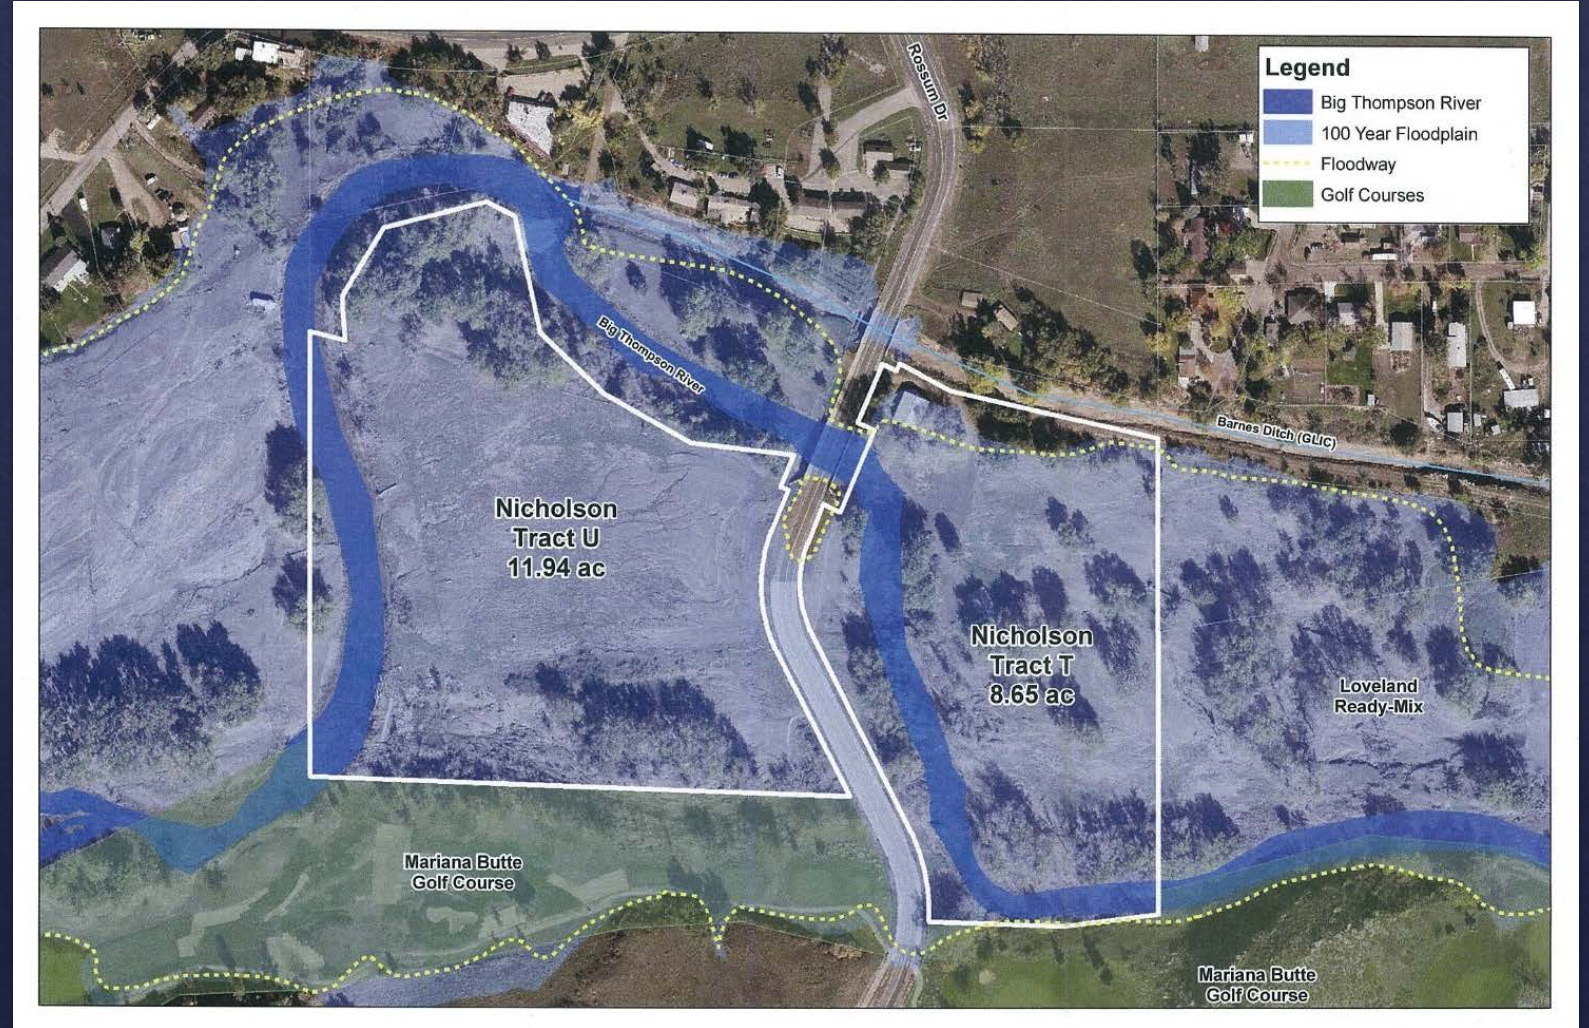 Rossum Dr
Legend
Big Thompson River
100 Year Floodplain
Floodway
Golf Courses
Big Thompson River
Barnes Ditch (GLIC)
Nicholson
Tract U
11.94 ac
Nicholson
Tract T
8.65 ac
Loveland
Ready-Mix
Mariana Butte
Golf Course
Mariana Butte
Golf Course